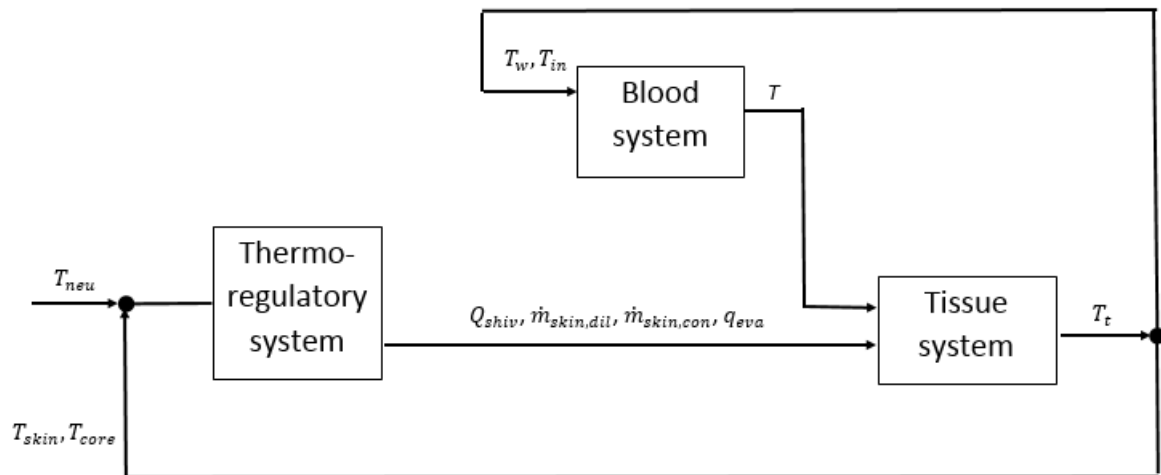 T_w, T_in
Blood
system
T
Thermo-
regulatory
system
T_neu
Q_shiv, ṁ_skin,dil, ṁ_skin,con, q_eva
Tissue
system
T_t
T_skin, T_core